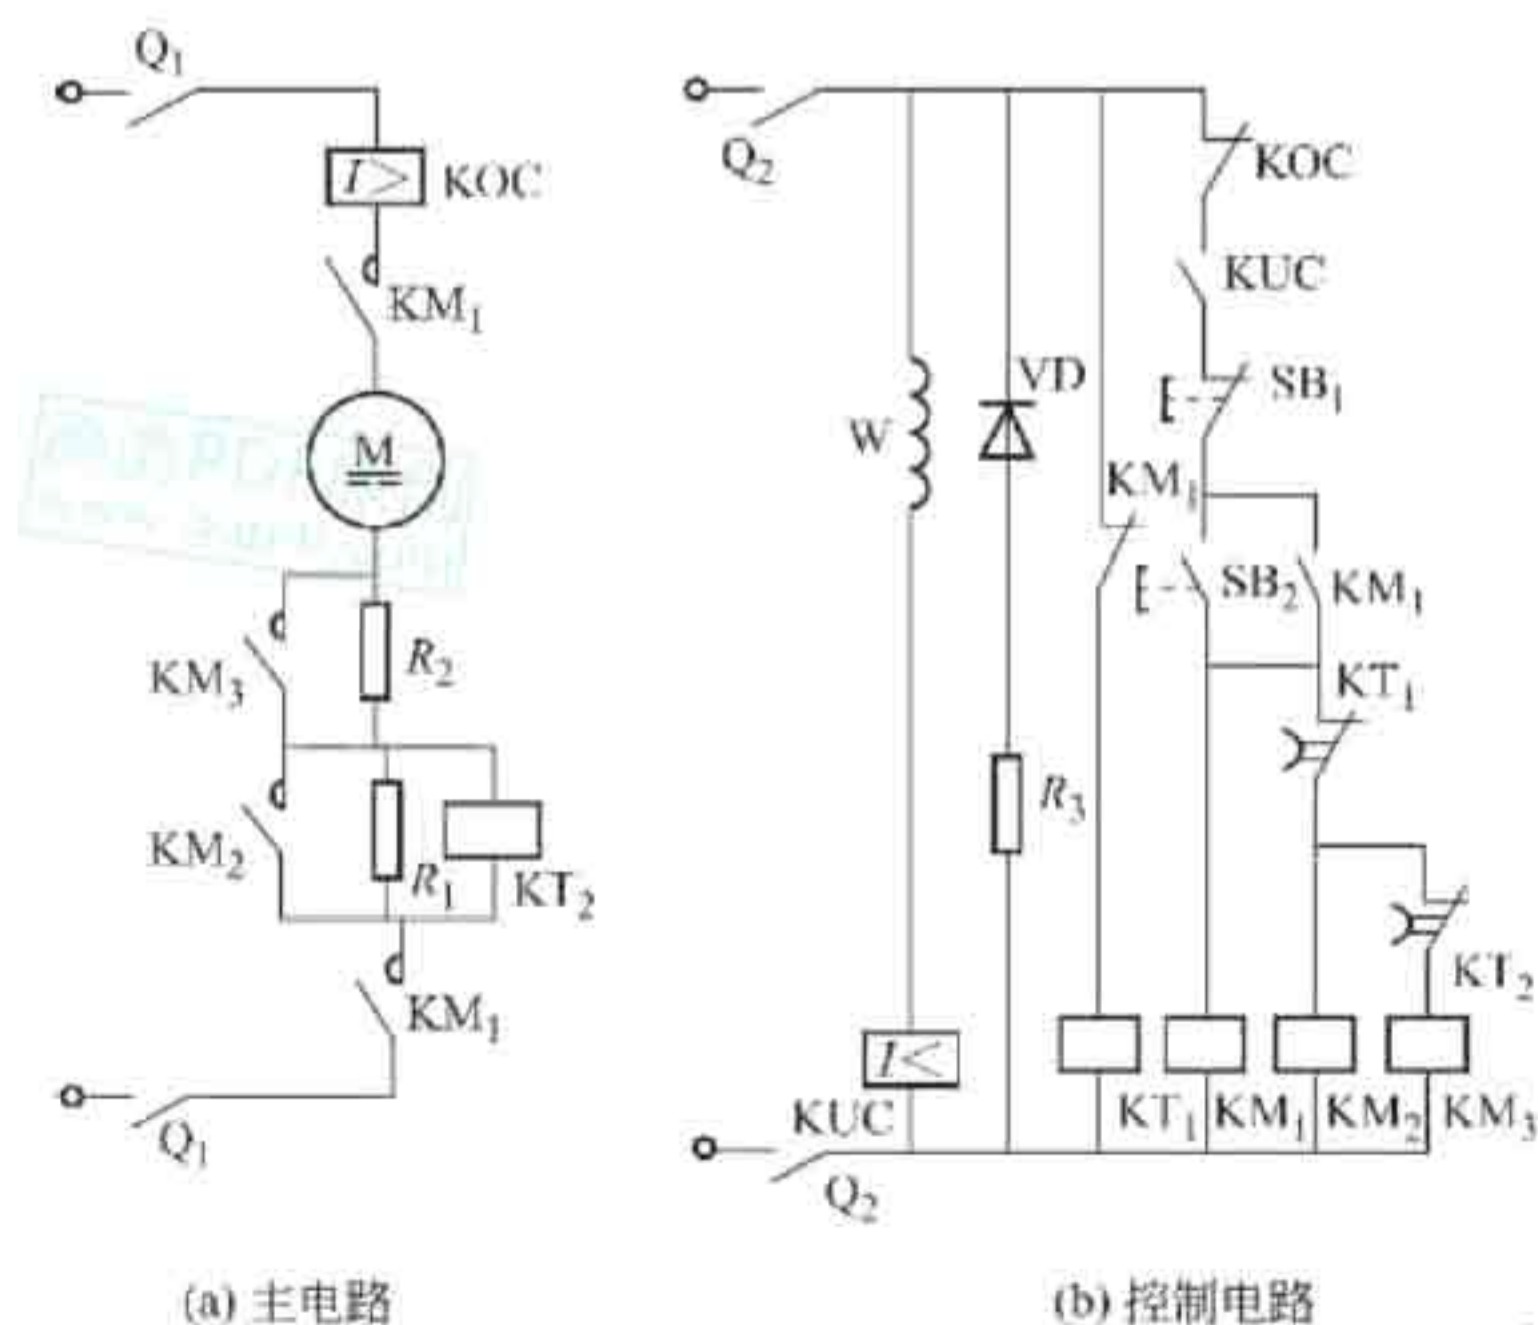 Q₁
I> KOC
KM₁
M
KM₃
R₂
KM₂
R₁
KT₂
KM₁
Q₁
(a) 主电路
Q₂
KOC
KUC
SB₁
W
VD
KM₁
SB₂
KM₁
KT₁
R₃
KT₂
I<
KUC
KT₁ KM₁ KM₂ KM₃
Q₂
(b) 控制电路